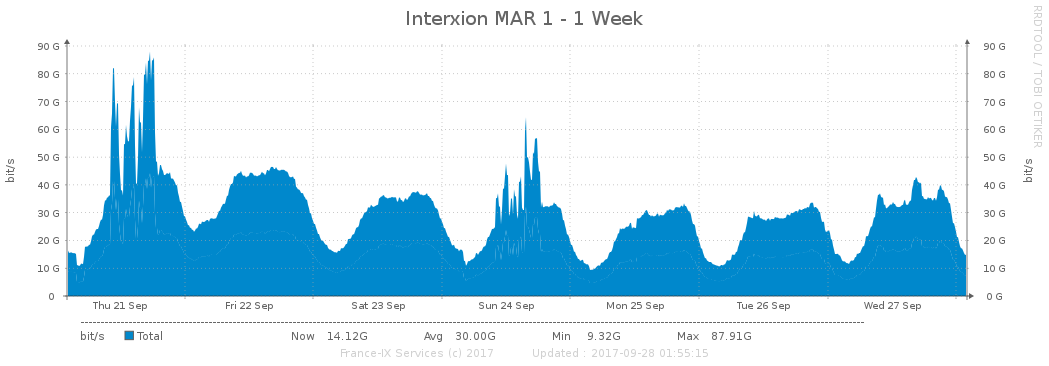 Interxion MAR 1 - 1 Week
RRDTOOL / TOBI OETIKER
bit/s
90 G 90 G
80 G 80 G
70 G 70 G
60 G 60 G
50 G 50 G
40 G 40 G
30 G 30 G
20 G 20 G
10 G 10 G
0 0 G
bit/s
Thu 21 Sep Fri 22 Sep Sat 23 Sep Sun 24 Sep Mon 25 Sep Tue 26 Sep Wed 27 Sep
bit/s Total Now 14.12G Avg 30.00G Min 9.32G Max 87.91G
France-IX Services (c) 2017 Updated : 2017-09-28 01:55:15